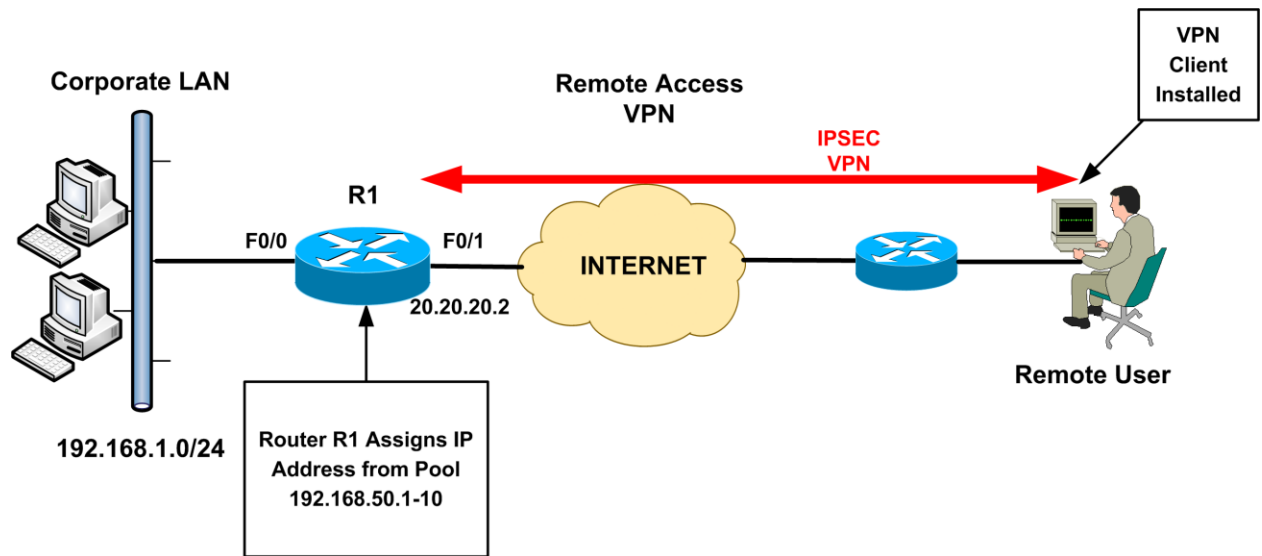 VPN
Client
Installed
Corporate LAN
Remote Access
VPN
IPSEC
VPN
R1
F0/0
F0/1
INTERNET
20.20.20.2
Remote User
192.168.1.0/24
Router R1 Assigns IP
Address from Pool
192.168.50.1-10